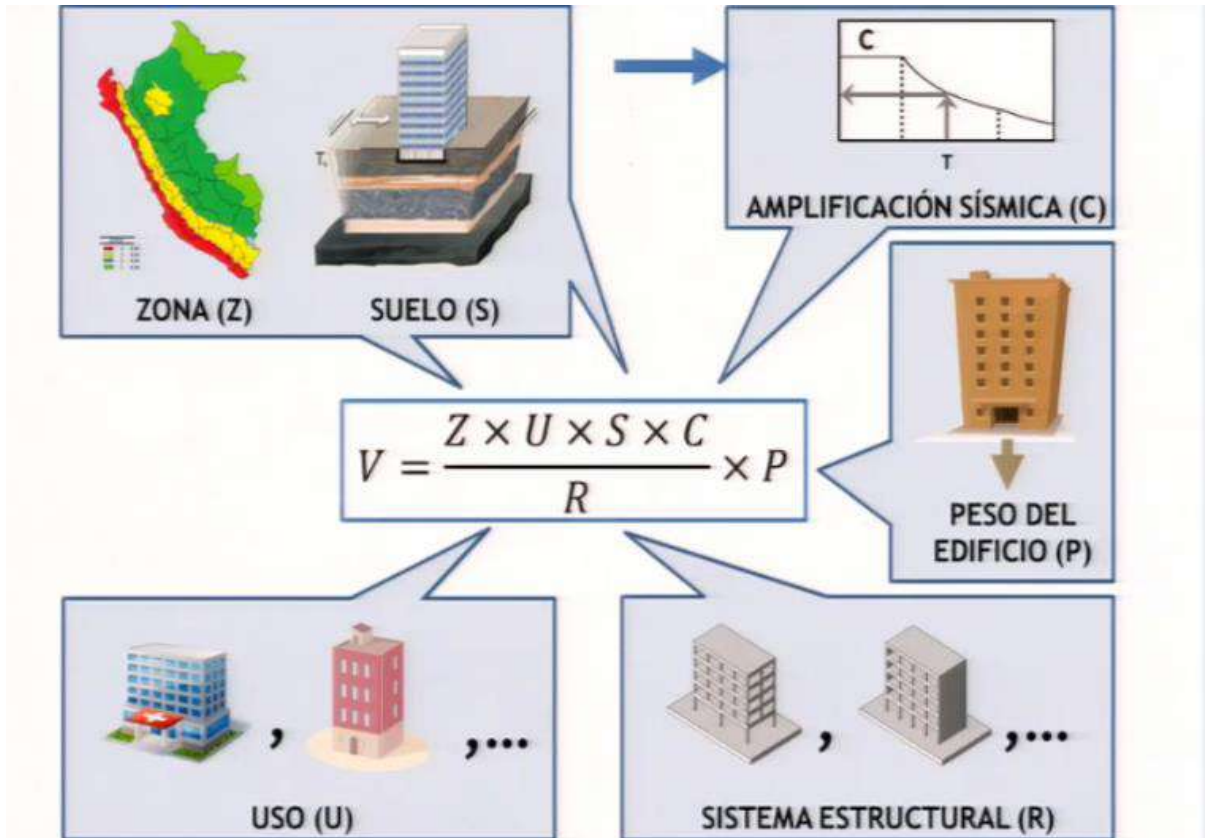 C
T
AMPLIFICACIÓN SÍSMICA (C)
ZONA (Z)
SUELO (S)
V = Z × U × S × C / R × P
PESO DEL
EDIFICIO (P)
, ,...
USO (U)
, ,...
SISTEMA ESTRUCTURAL (R)